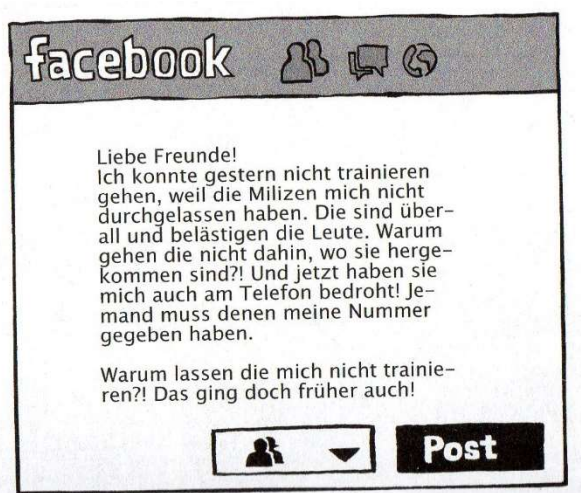 facebook
Liebe Freunde!
Ich konnte gestern nicht trainieren
gehen, weil die Milizen mich nicht
durchgelassen haben. Die sind über–
all und belästigen die Leute. Warum
gehen die nicht dahin, wo sie herge–
kommen sind?! Und jetzt haben sie
mich auch am Telefon bedroht! Je–
mand muss denen meine Nummer
gegeben haben.
Warum lassen die mich nicht trainie–
ren?! Das ging doch früher auch!
Post